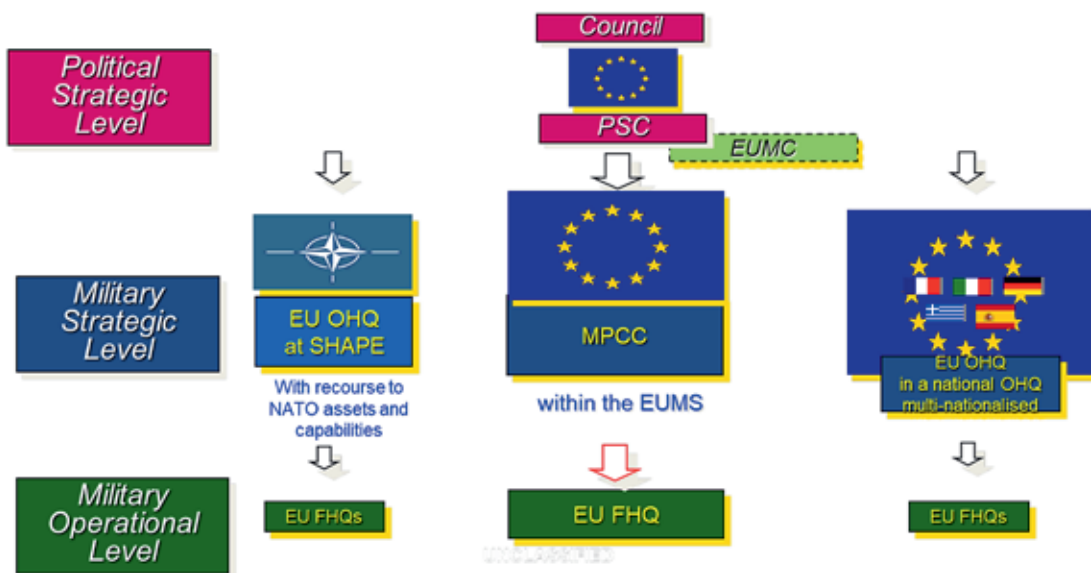 Council
Political
Strategic
Level
PSC
EUMC
Military
Strategic
Level
EU OHQ
at SHAPE
With recourse to
NATO assets and
capabilities
MPCC
within the EUMS
EU OHQ
in a national OHQ
multi-nationalised
Military
Operational
Level
EU FHQs
EU FHQ
EU FHQs
UNCLASSIFIED